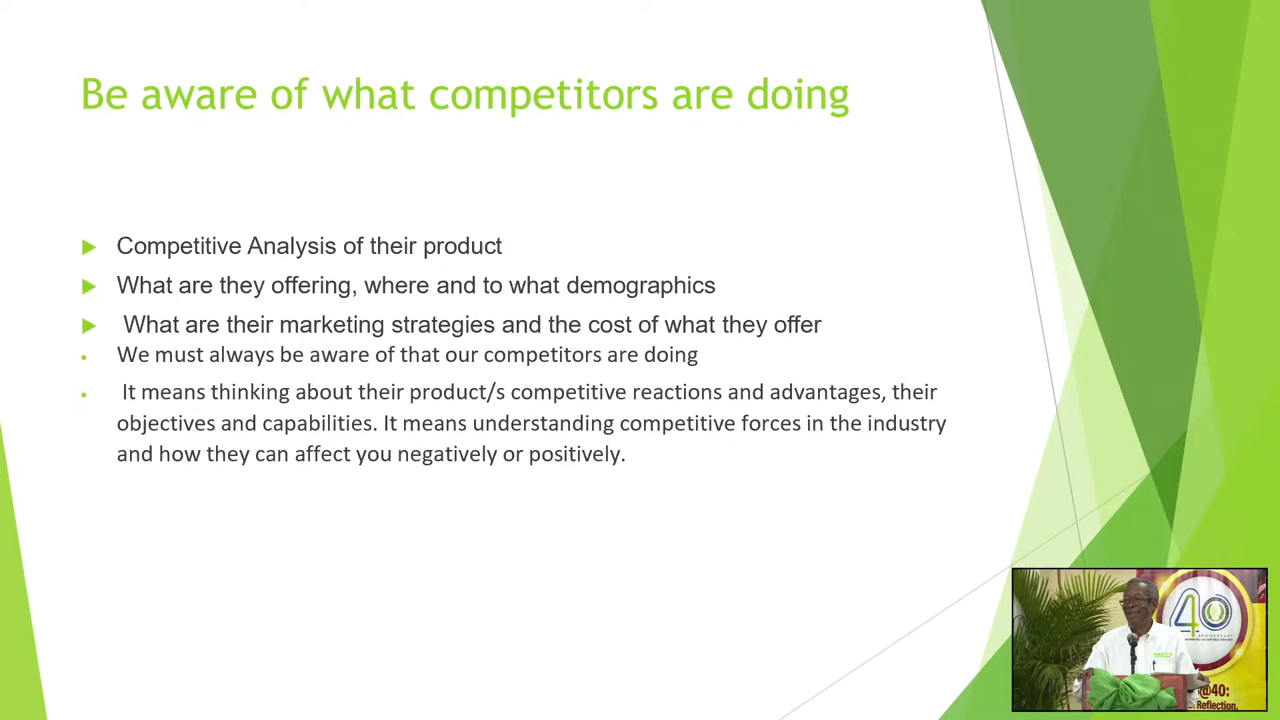 Be aware of what competitors are doing
Competitive Analysis of their product
What are they offering, where and to what demographics
What are their marketing strategies and the cost of what they offer
We must always be aware of that our competitors are doing
It means thinking about their product/s competitive reactions and advantages, their
objectives and capabilities. It means understanding competitive forces in the industry
and how they can affect you negatively or positively.
40
@40:
Reflection,